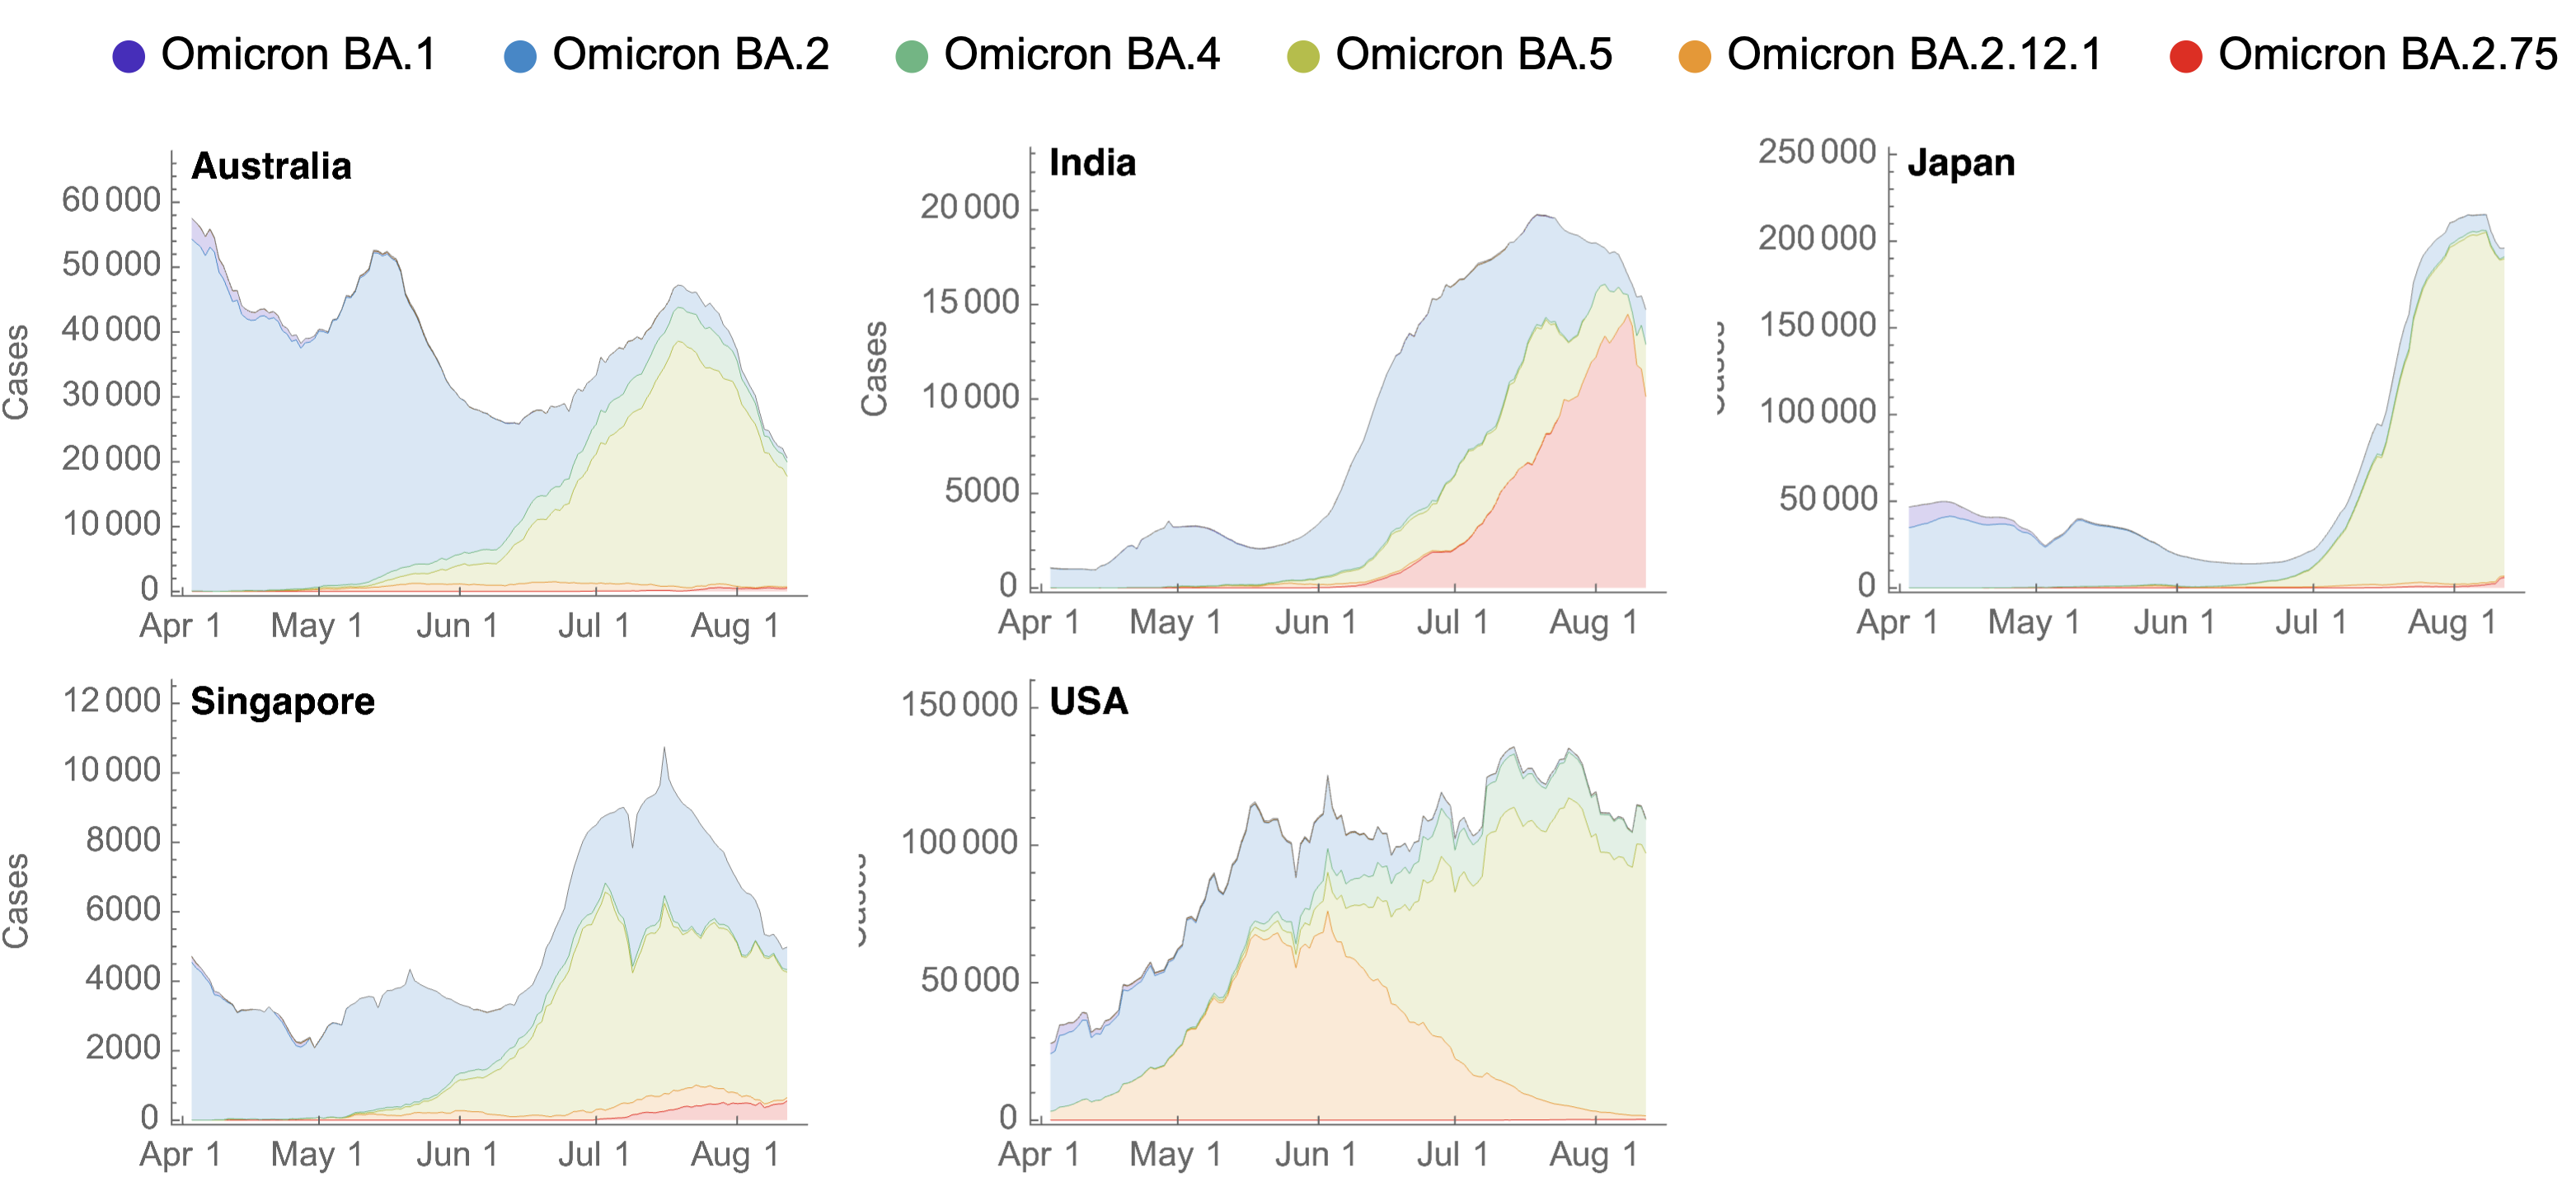 Omicron BA.1 Omicron BA.2 Omicron BA.4 Omicron BA.5 Omicron BA.2.12.1 Omicron BA.2.75
Australia
Cases
60 000
50 000
40 000
30 000
20 000
10 000
0
Apr 1 May 1 Jun 1 Jul 1 Aug 1
India
Cases
20 000
15 000
10 000
5000
0
Apr 1 May 1 Jun 1 Jul 1 Aug 1
Japan
Cases
250 000
200 000
150 000
100 000
50 000
0
Apr 1 May 1 Jun 1 Jul 1 Aug 1
Singapore
Cases
12 000
10 000
8000
6000
4000
2000
0
Apr 1 May 1 Jun 1 Jul 1 Aug 1
USA
Cases
150 000
100 000
50 000
0
Apr 1 May 1 Jun 1 Jul 1 Aug 1